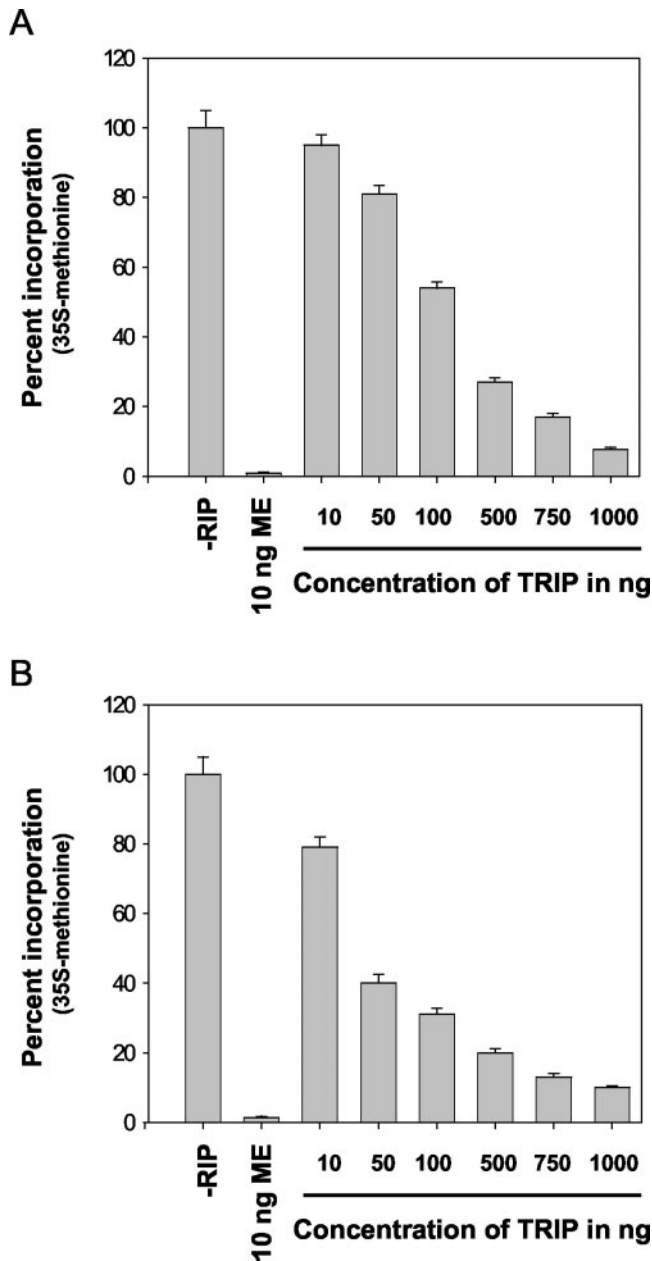 A
120
100
80
60
40
20
0
Percent incorporation
(35S-methionine)
-RIP
10 ng ME
10 50 100 500 750 1000
Concentration of TRIP in ng
B
120
100
80
60
40
20
0
Percent incorporation
(35S-methionine)
-RIP
10 ng ME
10 50 100 500 750 1000
Concentration of TRIP in ng